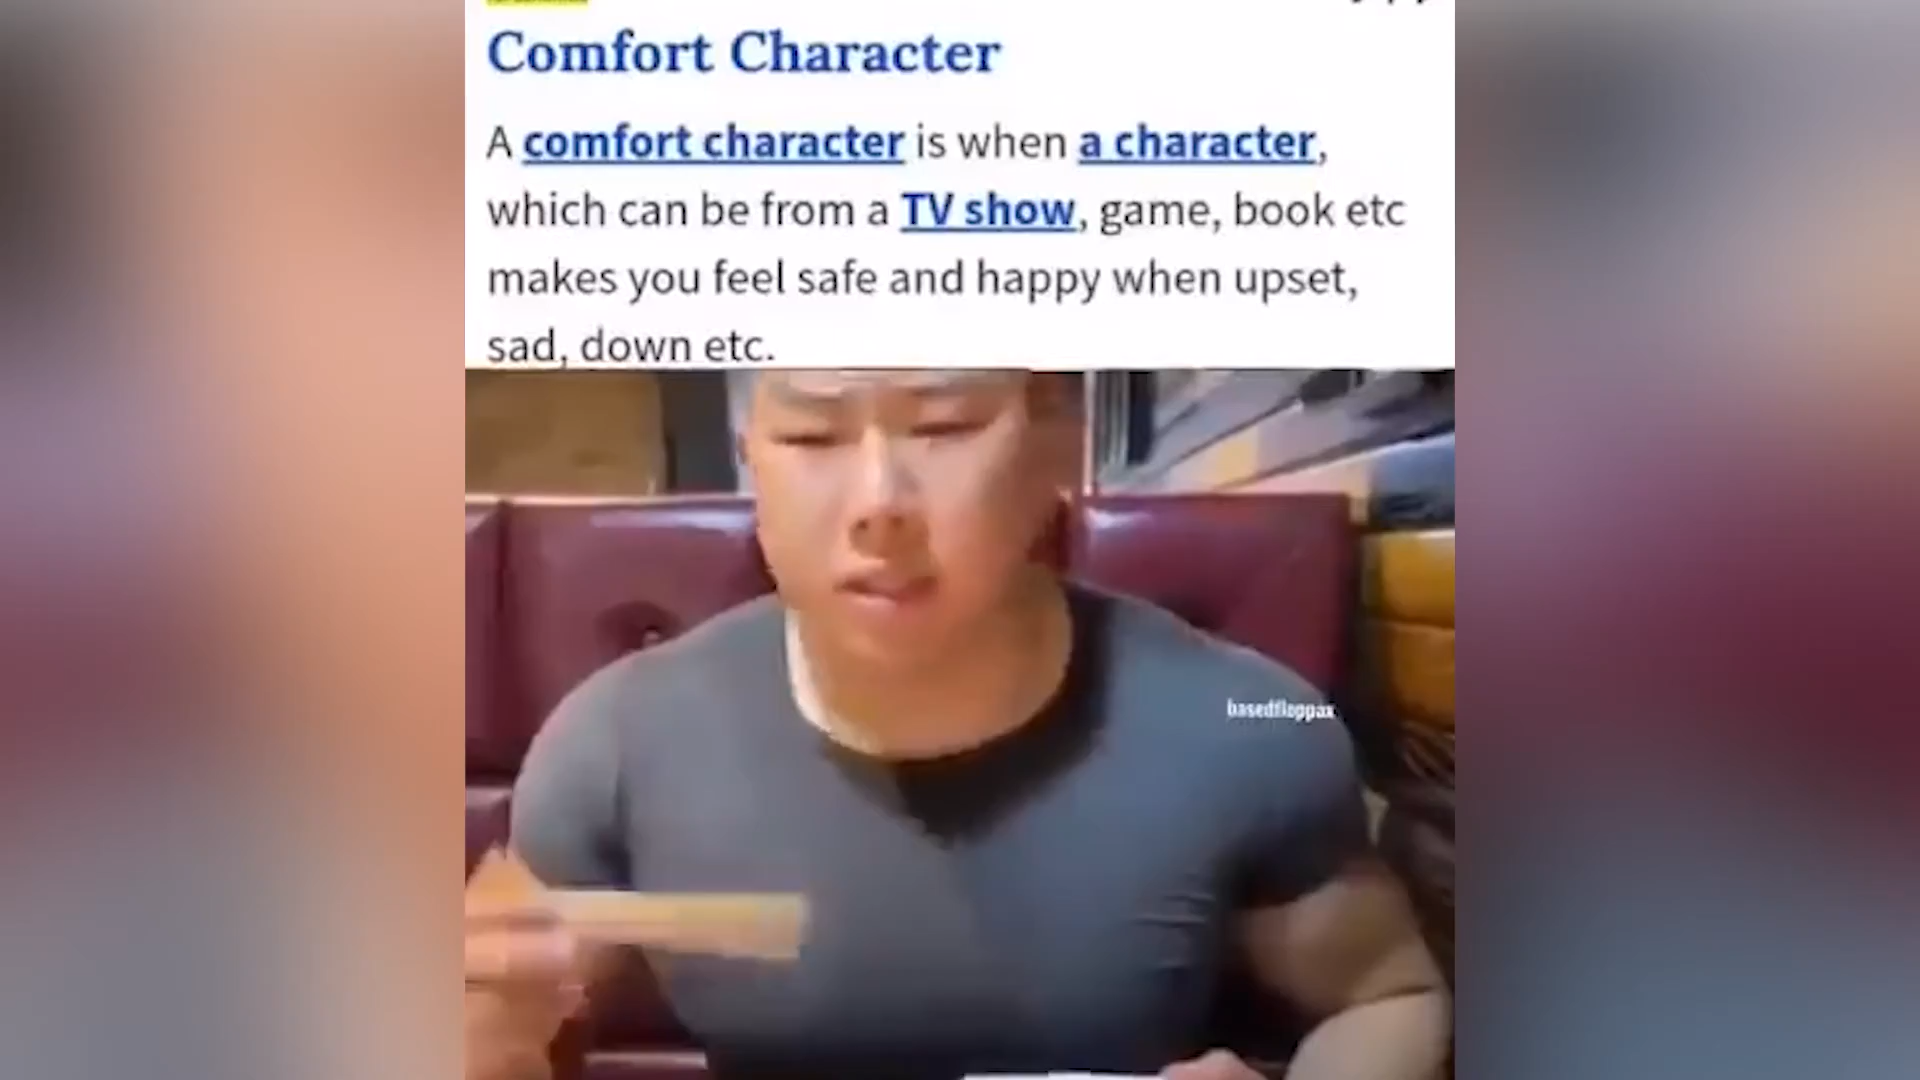 Comfort Character
A comfort character is when a character,
which can be from a TV show, game, book etc
makes you feel safe and happy when upset,
sad, down etc.
basedfloppax